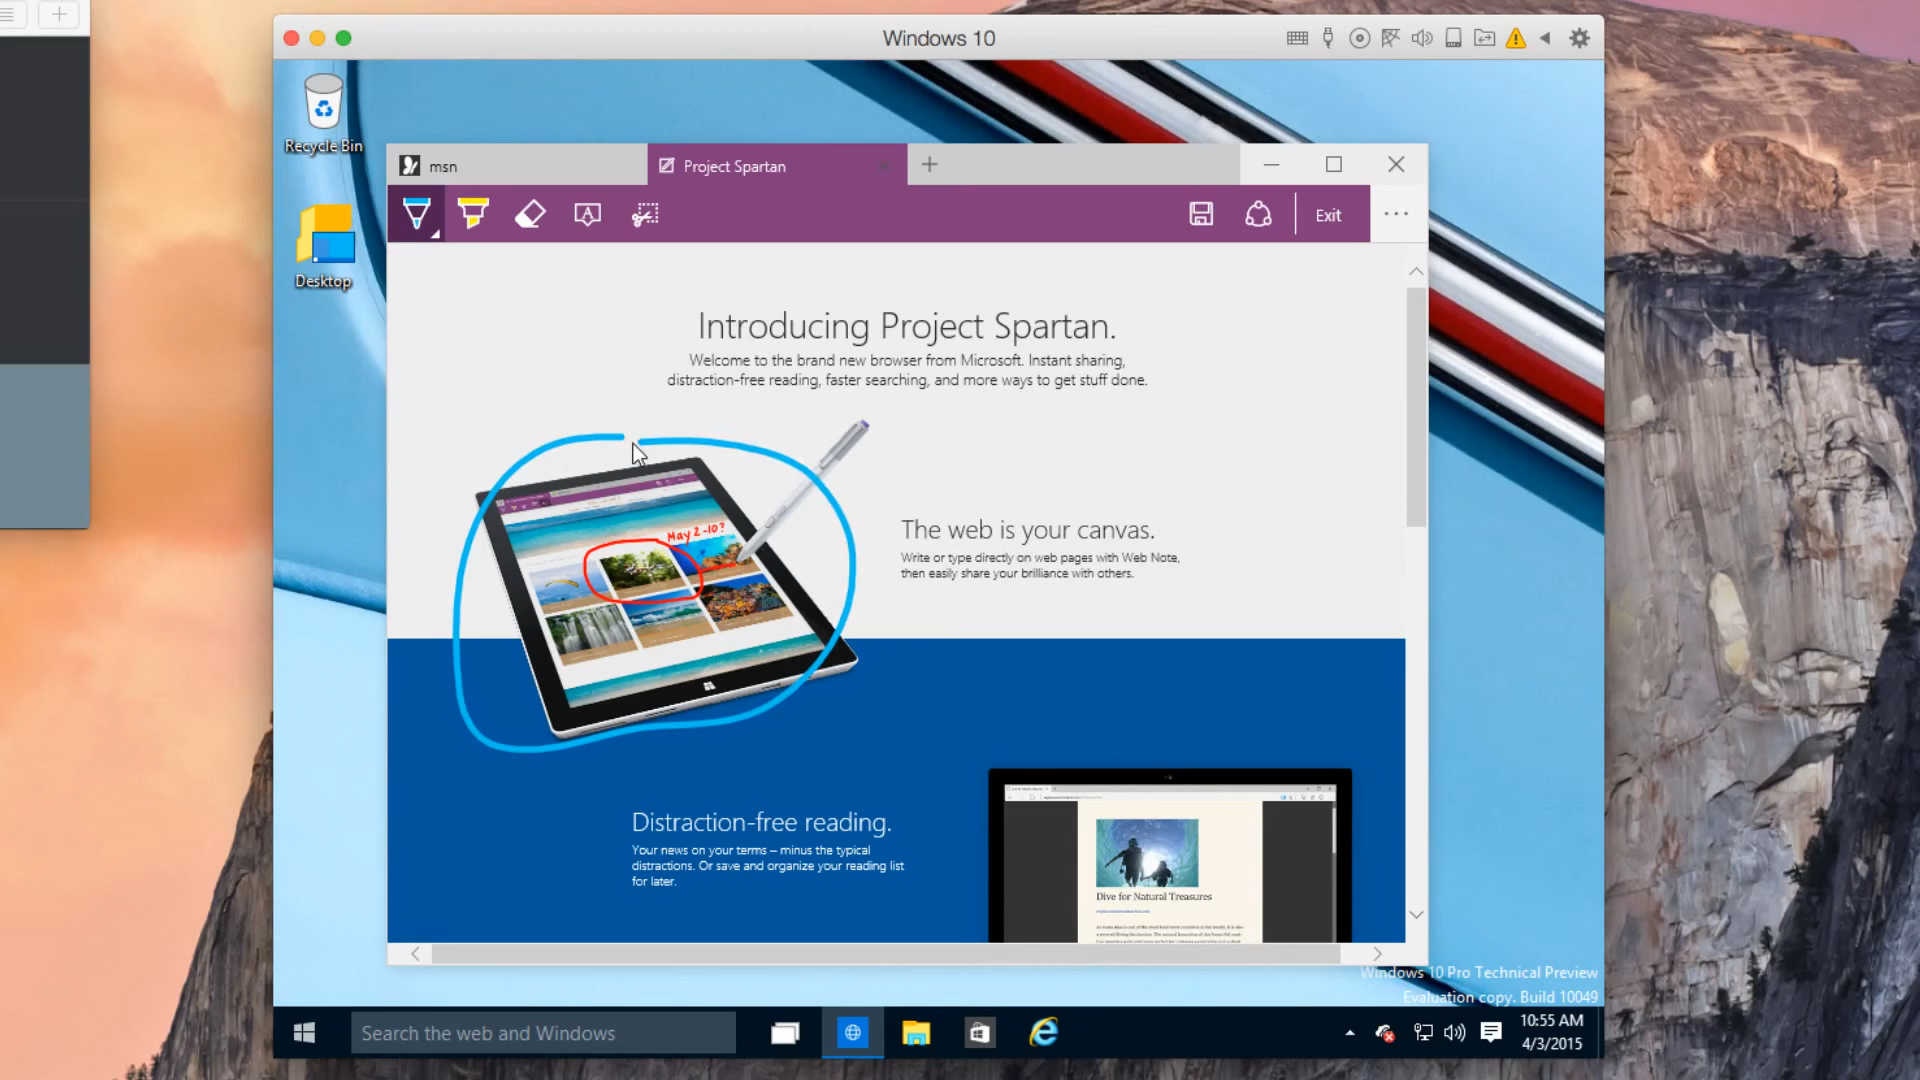 Windows 10
Recycle Bin
Desktop
msn
Project Spartan
Exit
Introducing Project Spartan.
Welcome to the brand new browser from Microsoft. Instant sharing,
distraction-free reading, faster searching, and more ways to get stuff done.
May 2-10?
The web is your canvas.
Write or type directly on web pages with Web Note,
then easily share your brilliance with others.
Distraction-free reading.
Your news on your terms – minus the typical
distractions. Or save and organize your reading list
for later.
Dive for Natural Treasures
Windows 10 Pro Technical Preview
Evaluation copy. Build 10049
Search the web and Windows
10:55 AM
4/3/2015